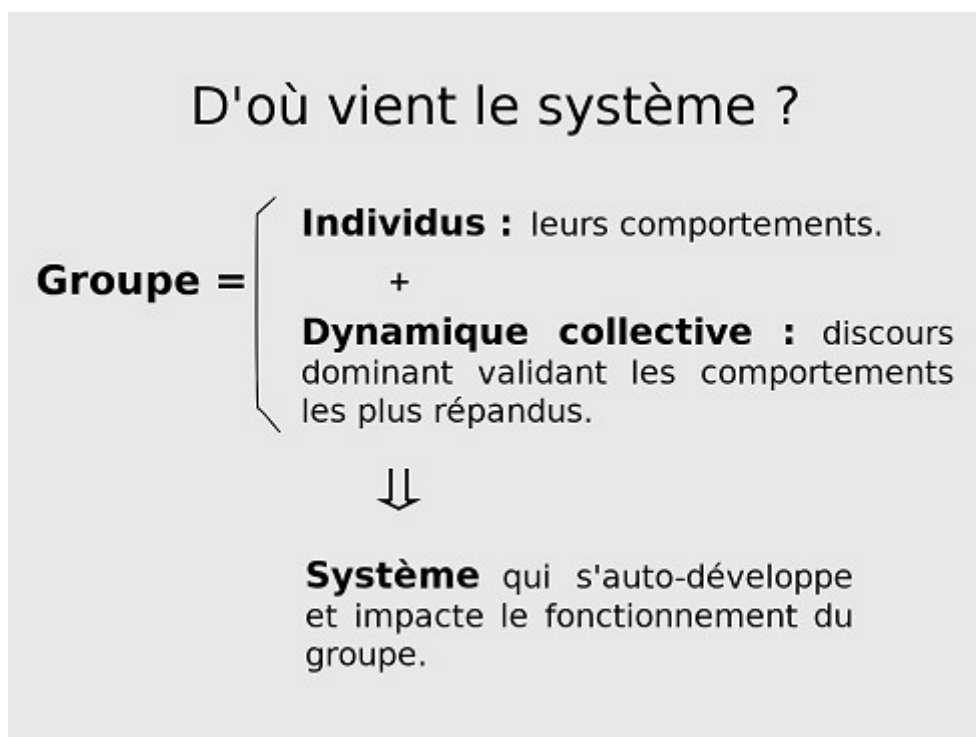 D'où vient le système ?
Individus : leurs comportements.
Groupe =
+
Dynamique collective : discours
dominant validant les comportements
les plus répandus.
⇓
Système qui s'auto-développe
et impacte le fonctionnement du
groupe.